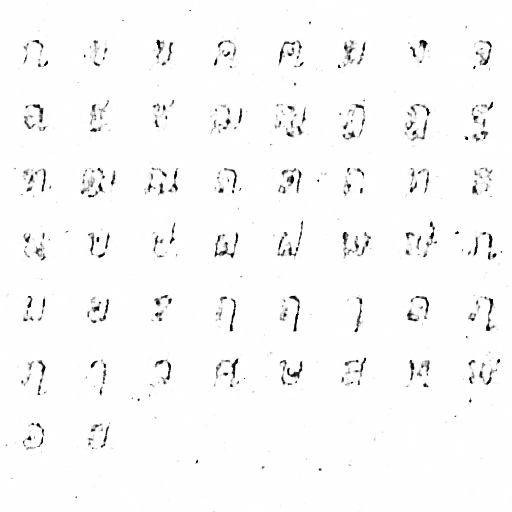 ก ข ฃ ค ฅ ฆ ง จ
ฉ ช ซ ฌ ญ ฎ ฏ ฐ
ฑ ฒ ณ ด ต ถ ท ธ
น บ ป ผ ฝ พ ฟ ภ
ม ย ร ฤ ฤ ๅ ล ฦ
ฦ ๅ ว ศ ษ ส ห ฬ
อ ฮ